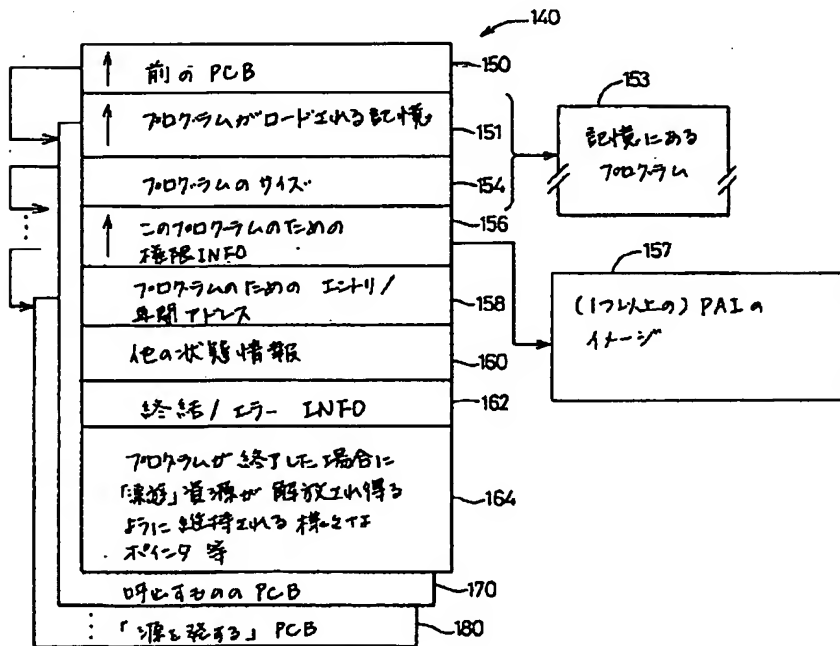 140
前の PCB
150
プログラムがロードされる記憶
151
プログラムのサイズ
154
156
このプログラムのための
権限INFO
プログラムのための エントリ/
再開アドレス
158
他の状態情報
160
終結/エラー INFO
162
プログラムが終了した場合に
「浮遊」資源が解放され得る
ように維持される様々な
ポインタ等
164
呼出すものの PCB
170
「源を発する」PCB
180
153
記憶にある
プログラム
157
(1つ以上の) PAIの
イメージ